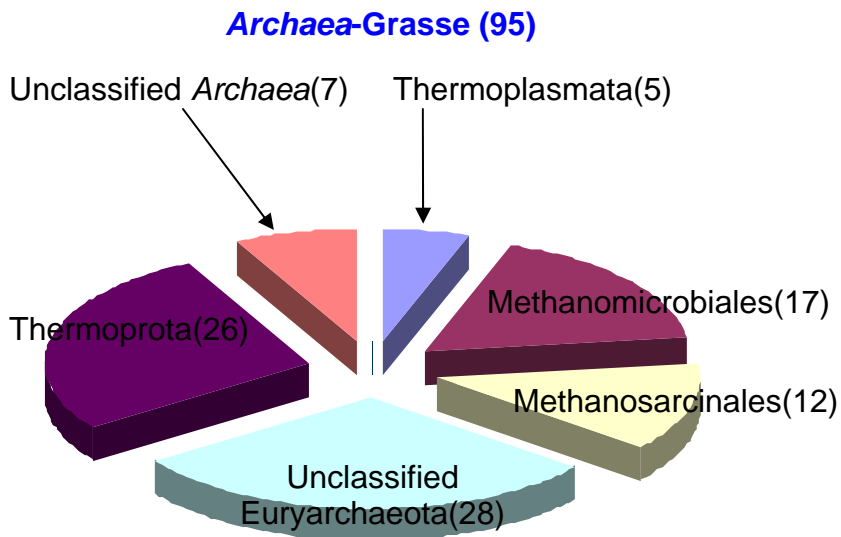 Archaea-Grasse (95)
Unclassified Archaea(7)
Thermoplasmata(5)
Methanomicrobiales(17)
Thermoprota(26)
Methanosarcinales(12)
Unclassified
Euryarchaeota(28)